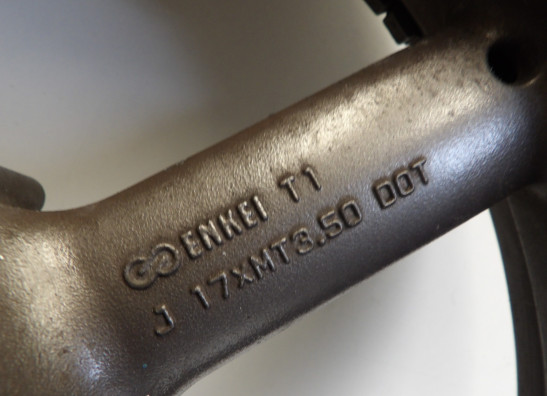 ENKEI T1
J 17XMT3.50 DOT